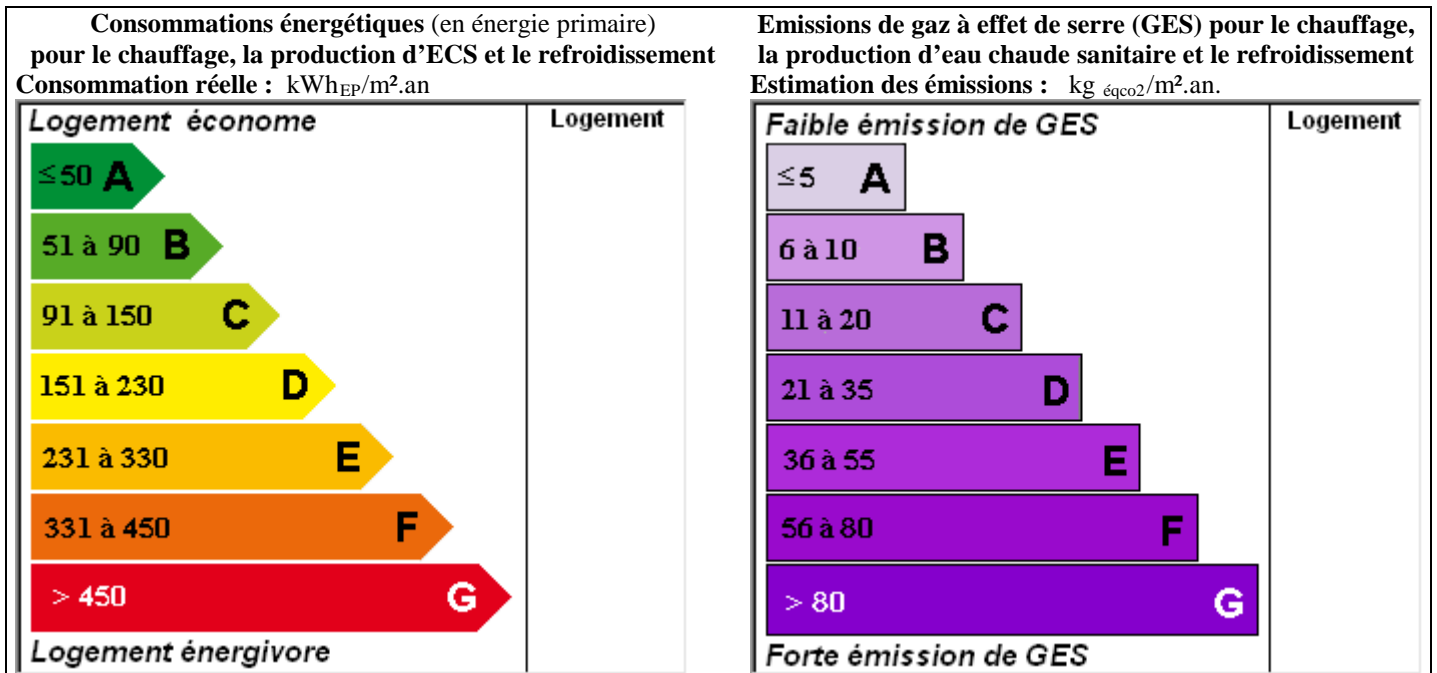 Consommations énergétiques (en énergie primaire)
pour le chauffage, la production d’ECS et le refroidissement
Consommation réelle : kWhEP/m².an
Logement économe
Logement
≤50 A
51 à 90 B
91 à 150 C
151 à 230 D
231 à 330 E
331 à 450 F
> 450 G
Logement énergivore
Emissions de gaz à effet de serre (GES) pour le chauffage,
la production d’eau chaude sanitaire et le refroidissement
Estimation des émissions : kg éqco2/m².an.
Faible émission de GES
Logement
≤5 A
6 à 10 B
11 à 20 C
21 à 35 D
36 à 55 E
56 à 80 F
> 80 G
Forte émission de GES